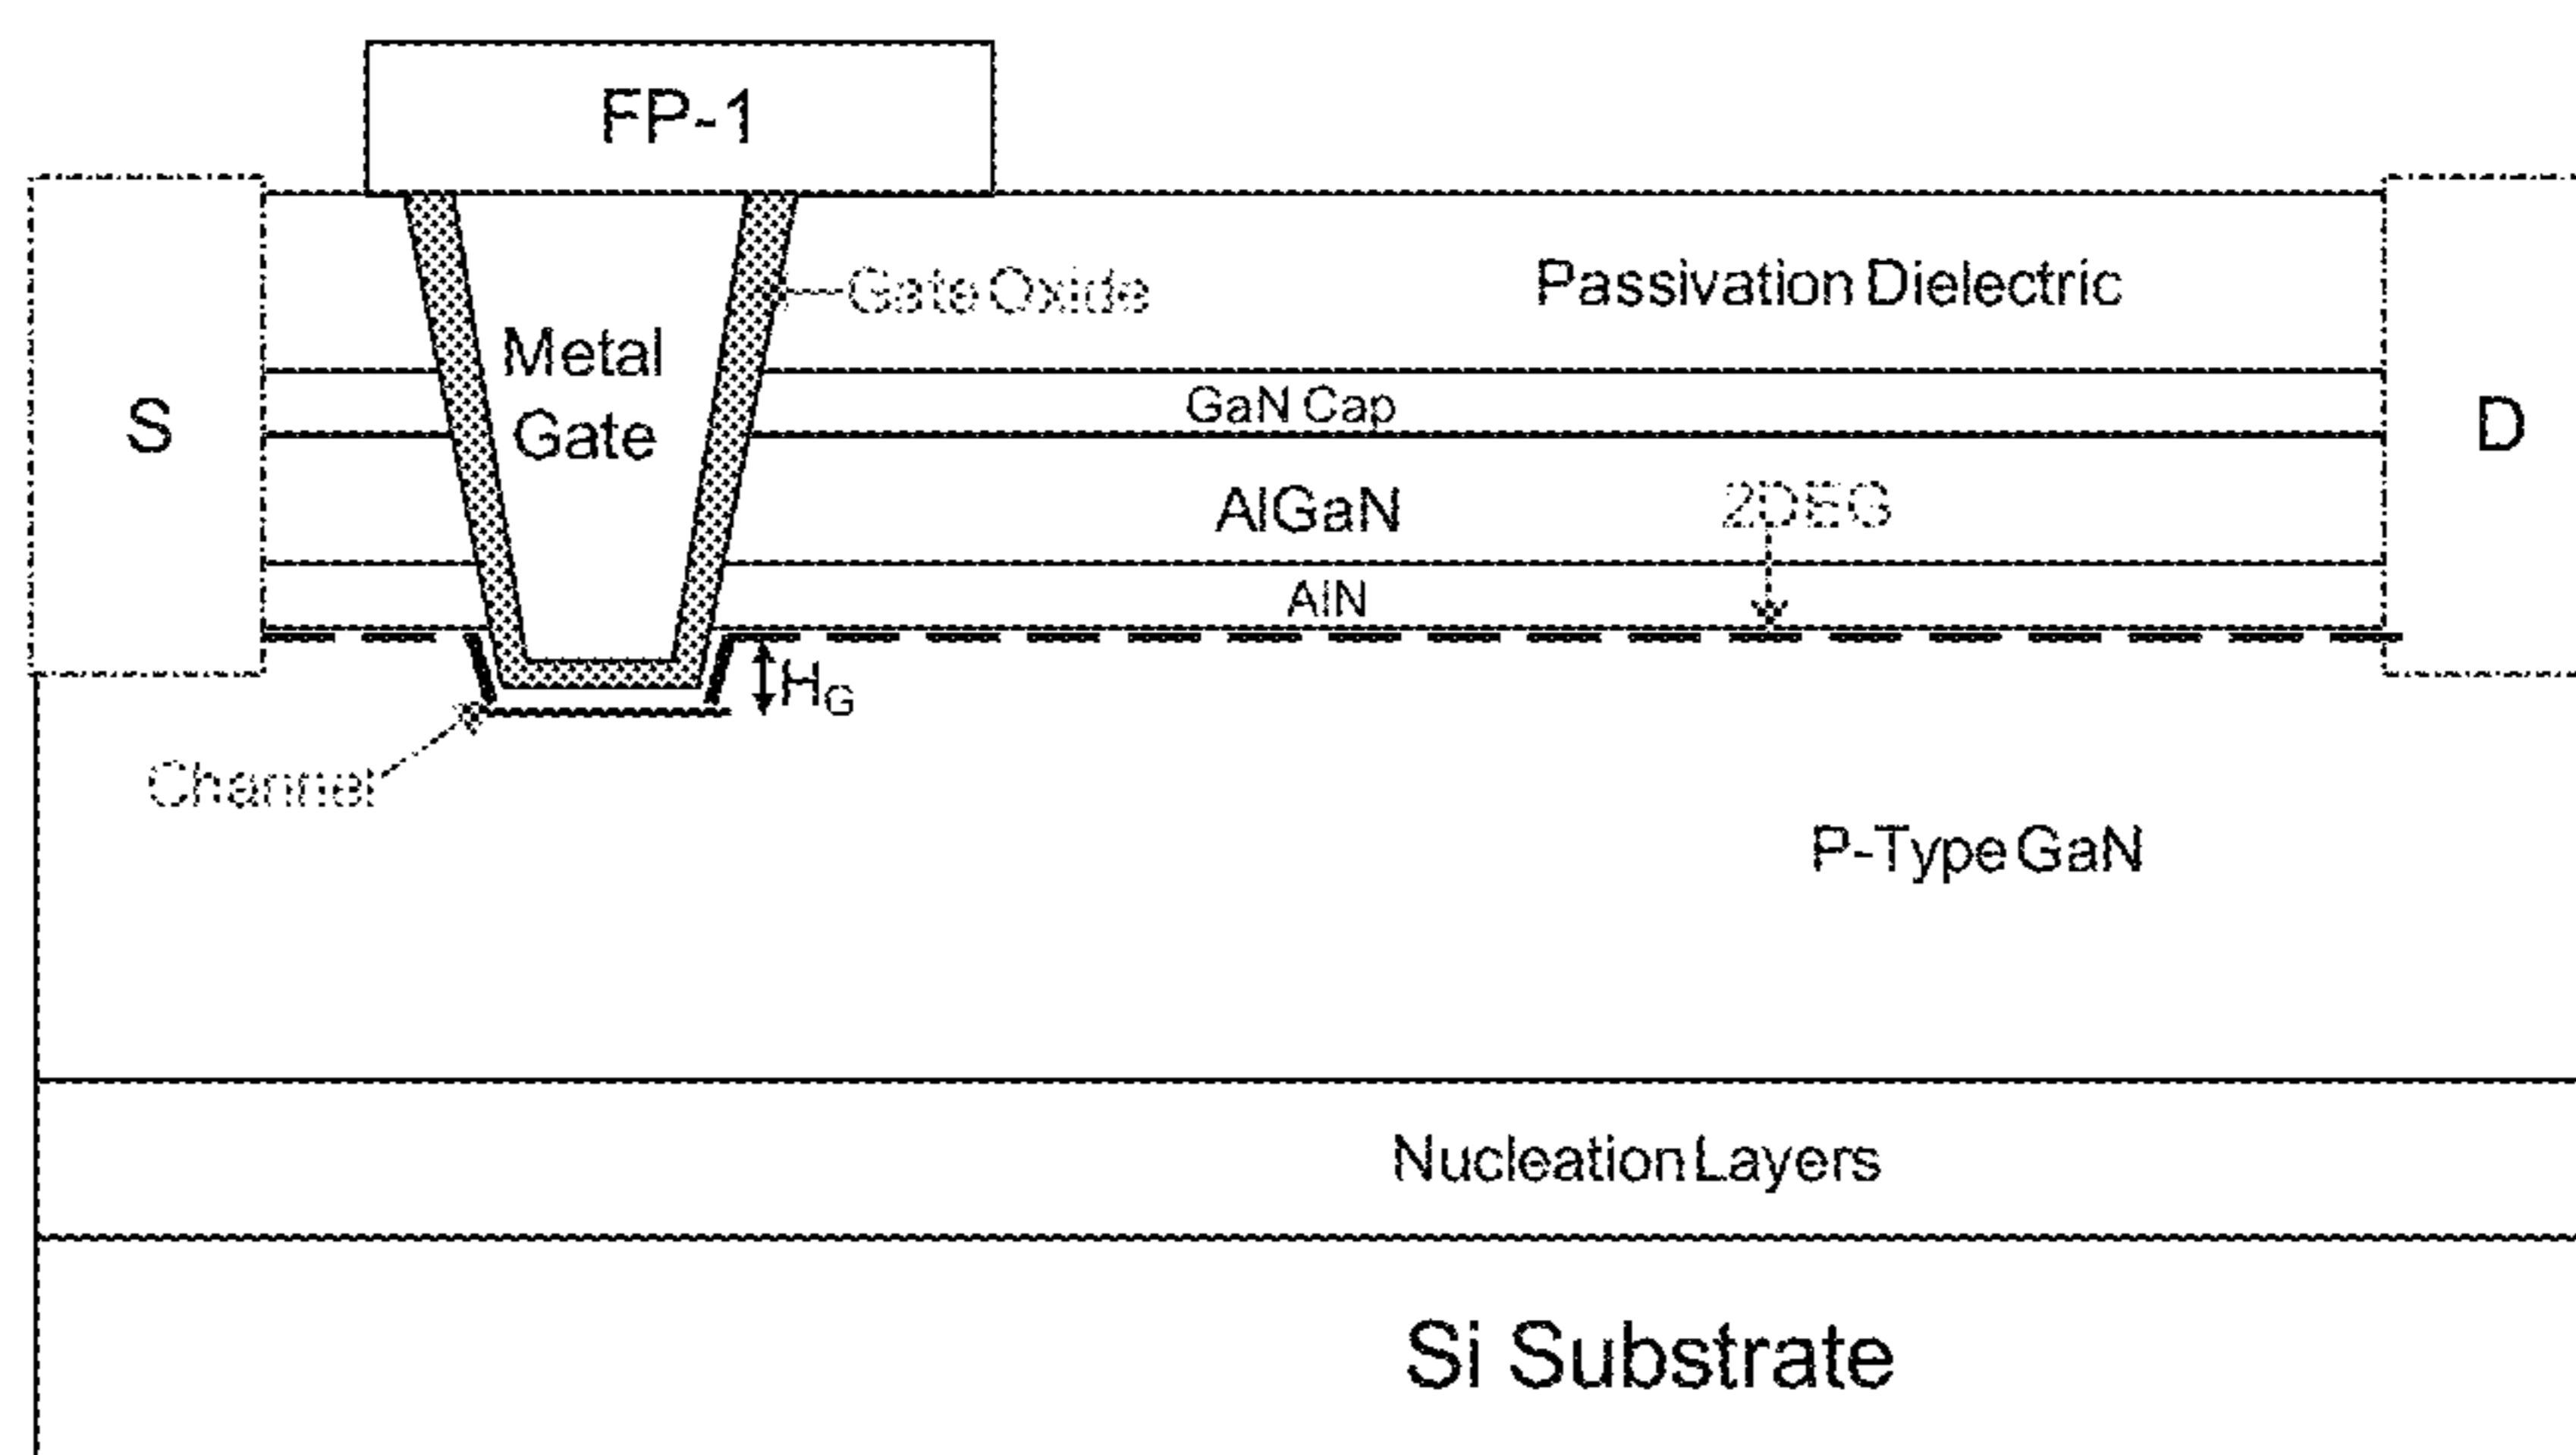 FP-1
Gate Oxide
Passivation Dielectric
Metal
Gate
S
GaN Cap
D
AlGaN
2DEG
AlN
HG
Channel
P-Type GaN
Nucleation Layers
Si Substrate